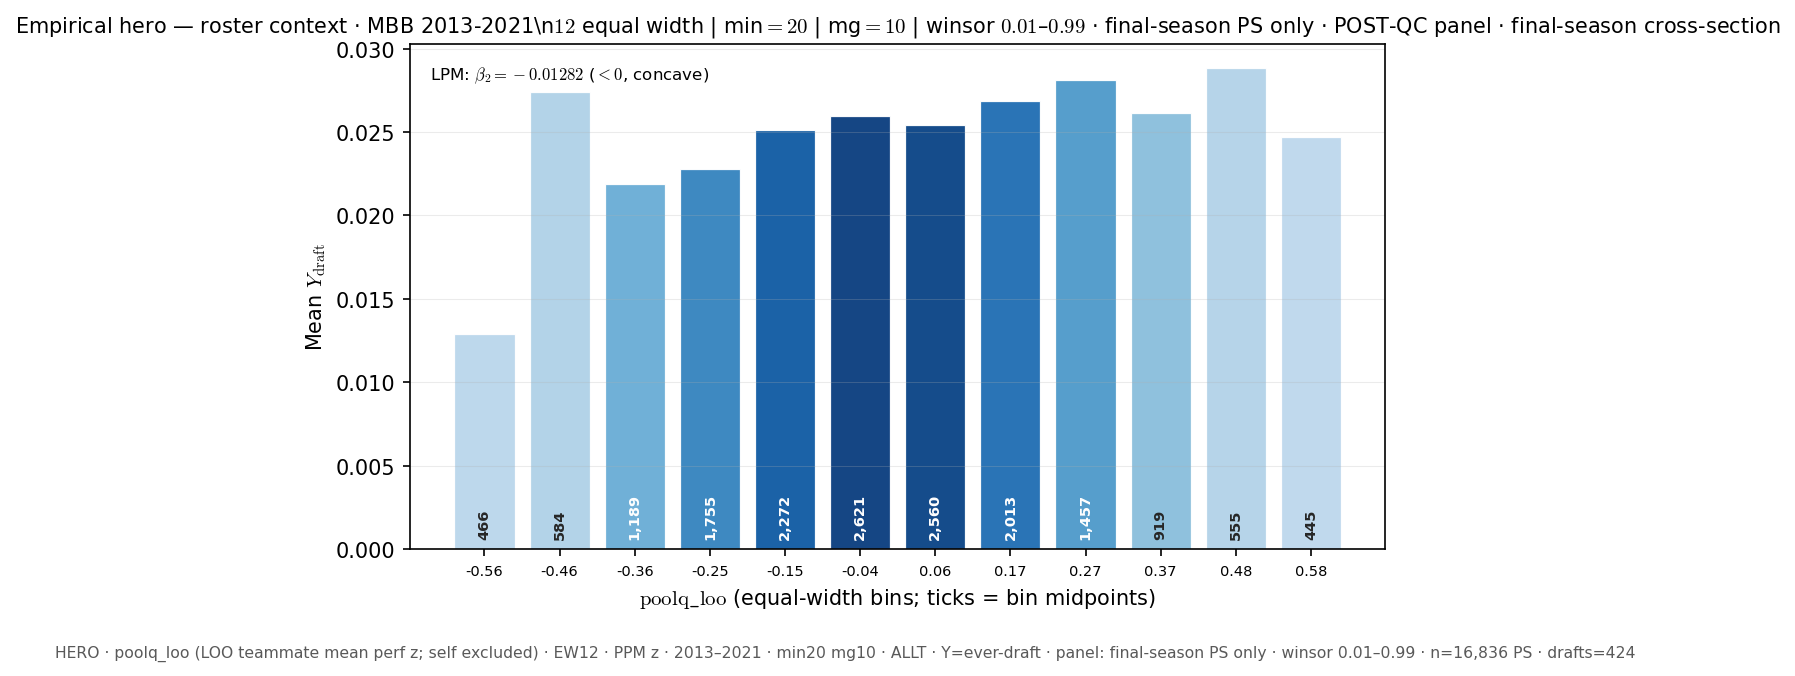 Empirical hero — roster context · MBB 2013-2021\n12 equal width | min = 20 | mg = 10 | winsor 0.01–0.99 · final-season PS only · POST-QC panel · final-season cross-section
LPM: β₂ = −0.01282 (< 0, concave)
Mean Y_draft
0.030
0.025
0.020
0.015
0.010
0.005
0.000
466 584 1,189 1,755 2,272 2,621 2,560 2,013 1,457 919 555 445
-0.56 -0.46 -0.36 -0.25 -0.15 -0.04 0.06 0.17 0.27 0.37 0.48 0.58
poolq_loo (equal-width bins; ticks = bin midpoints)
HERO · poolq_loo (LOO teammate mean perf z; self excluded) · EW12 · PPM z · 2013–2021 · min20 mg10 · ALLT · Y=ever-draft · panel: final-season PS only · winsor 0.01–0.99 · n=16,836 PS · drafts=424